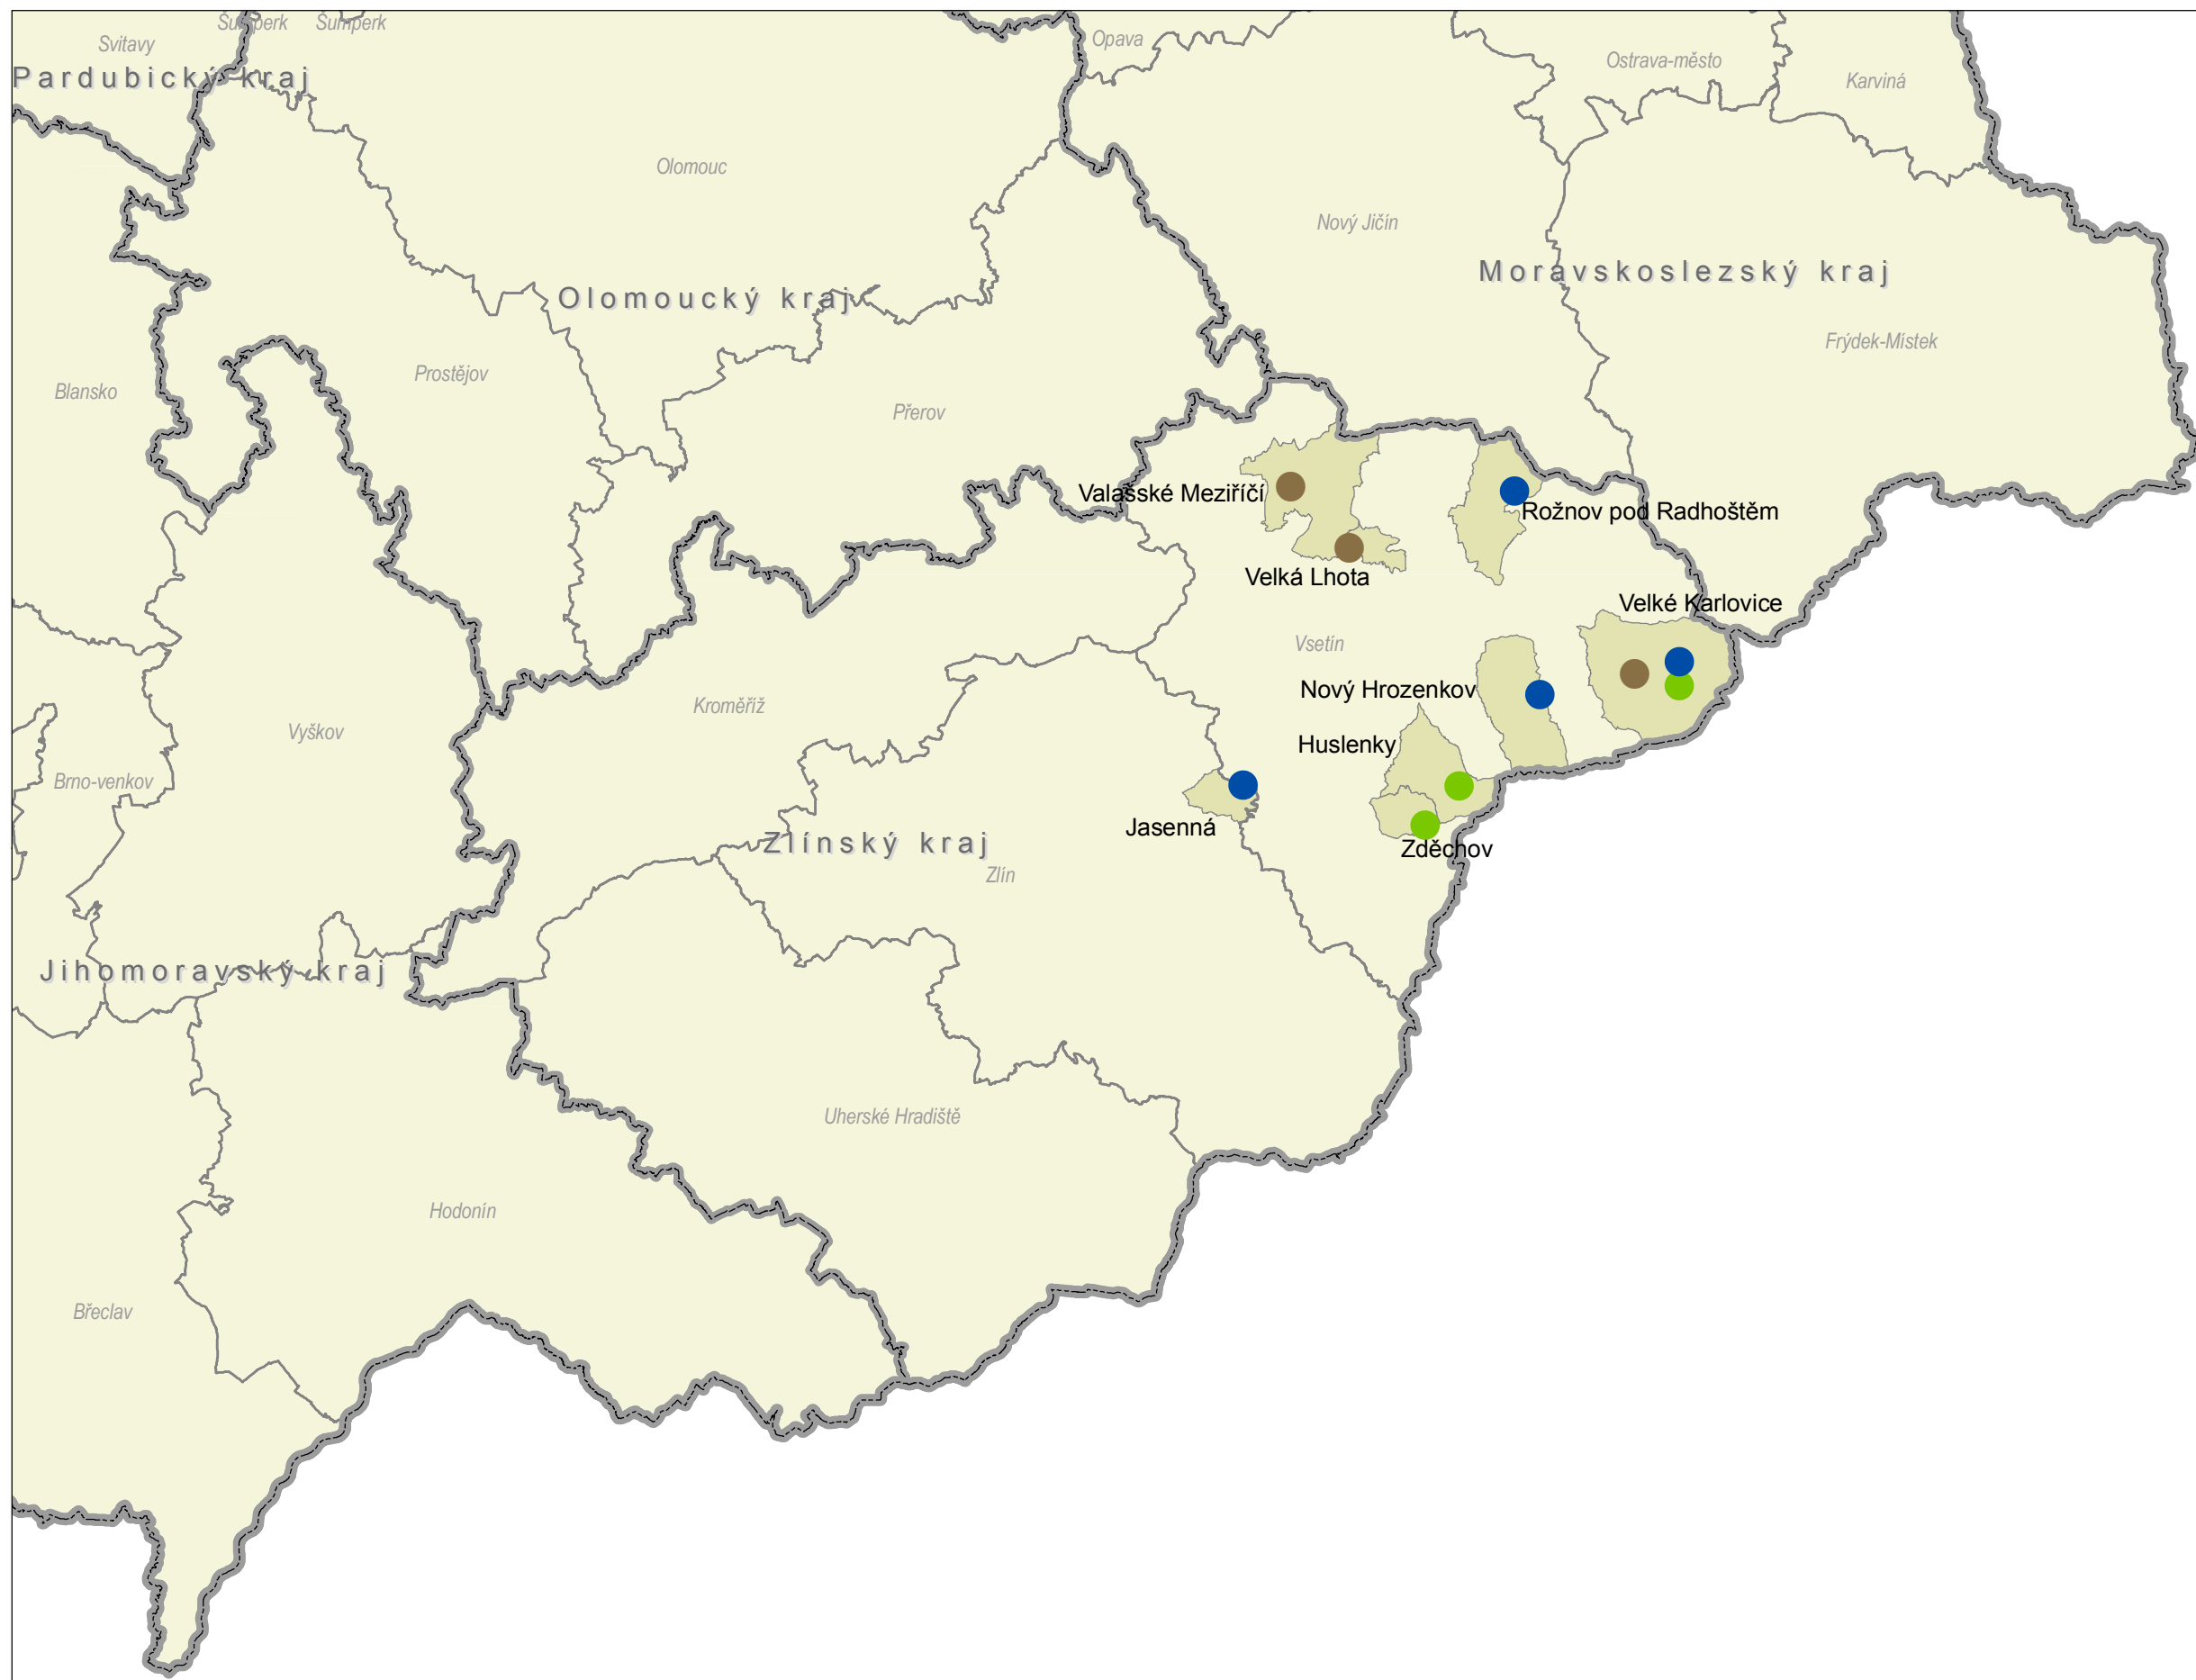 Šumperk
Šumperk
Svitavy
Opava
Ostrava-město
Pardubický kraj
Karviná
Olomouc
Nový Jičín
Moravskoslezský kraj
Olomoucký kraj
Frýdek-Místek
Prostějov
Blansko
Přerov
Valašské Meziříčí
Rožnov pod Radhoštěm
Velká Lhota
Velké Karlovice
Vsetín
Nový Hrozenkov
Kroměříž
Vyškov
Huslenky
Brno-venkov
Jasenná
Zlínský kraj
Zděchov
Zlín
Jihomoravský kraj
Uherské Hradiště
Hodonín
Břeclav